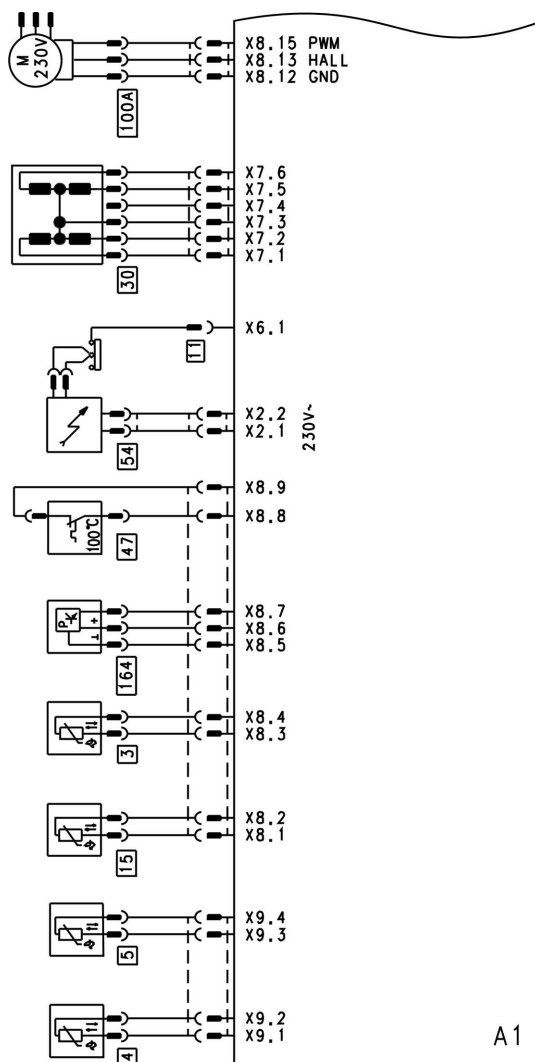 M
230V
X8.15 PWM
X8.13 HALL
X8.12 GND
100A
X7.6
X7.5
X7.4
X7.3
X7.2
X7.1
30
X6.1
11
X2.2
X2.1
230V~
54
X8.9
X8.8
100°C
47
X8.7
X8.6
X8.5
P
+
⊥
164
X8.4
X8.3
3
X8.2
X8.1
15
X9.4
X9.3
5
X9.2
X9.1
4
A1